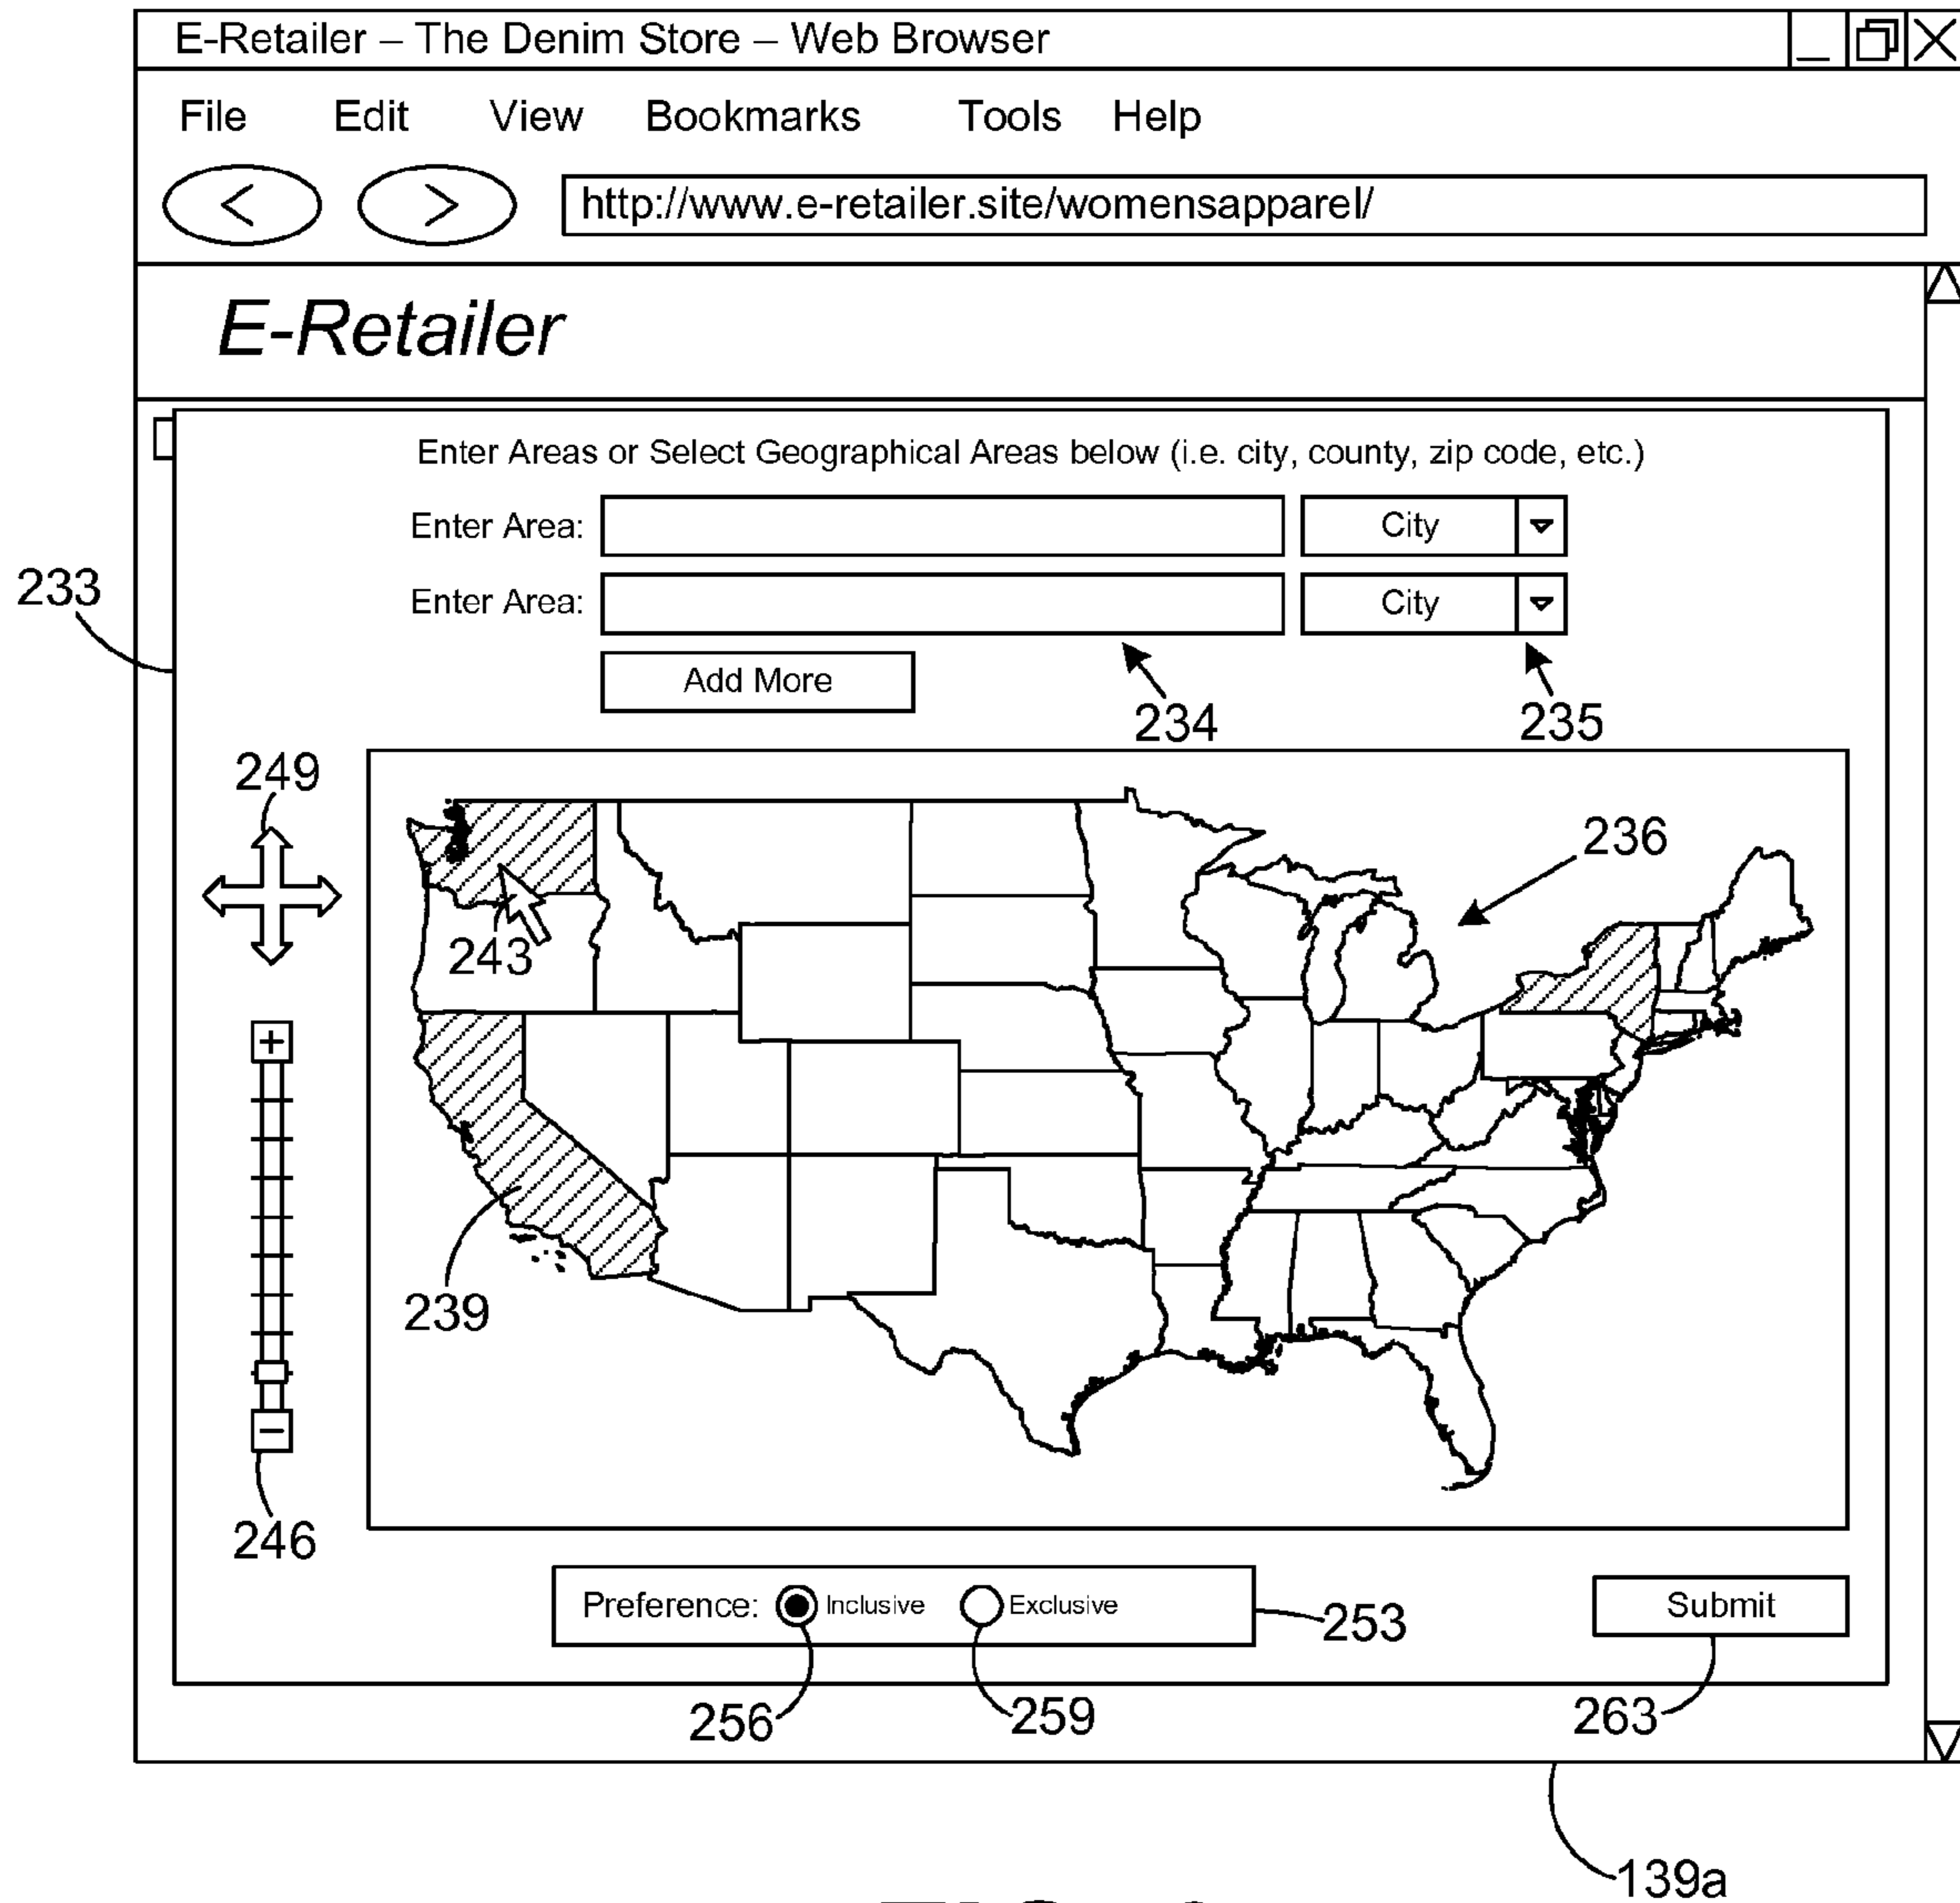 E-Retailer – The Denim Store – Web Browser
File Edit View Bookmarks Tools Help
http://www.e-retailer.site/womensapparel/
E-Retailer
Enter Areas or Select Geographical Areas below (i.e. city, county, zip code, etc.)
Enter Area: City
Enter Area: City
Add More
233
234
235
249
236
243
239
246
Preference: Inclusive Exclusive
253
Submit
256
259
263
139a